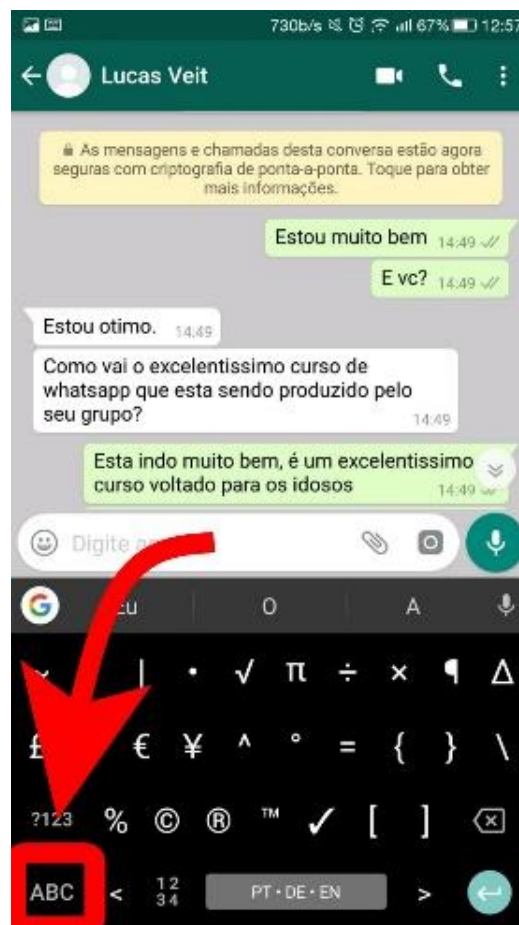 730b/s 67% 12:57
Lucas Veit
As mensagens e chamadas desta conversa estão agora
seguras com criptografia de ponta-a-ponta. Toque para obter
mais informações.
Estou muito bem 14:49
E vc? 14:49
Estou otimo. 14:49
Como vai o excelentissimo curso de
whatsapp que esta sendo produzido pelo
seu grupo?
14:49
Esta indo muito bem, é um excelentissimo
curso voltado para os idosos 14:49
Digite
G O A
| • √ π ÷ × ¶ Δ
£ € ¥ ^ ° = { } \
?123 % © ® ™ ✓ [ ]
ABC < 12 PT • DE • EN >
34